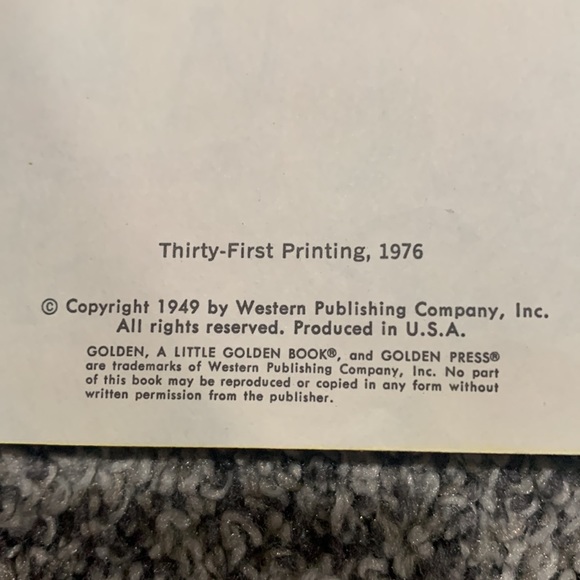 Thirty-First Printing, 1976
© Copyright 1949 by Western Publishing Company, Inc.
All rights reserved. Produced in U.S.A.
GOLDEN, A LITTLE GOLDEN BOOK®, and GOLDEN PRESS®
are trademarks of Western Publishing Company, Inc. No part
of this book may be reproduced or copied in any form without
written permission from the publisher.